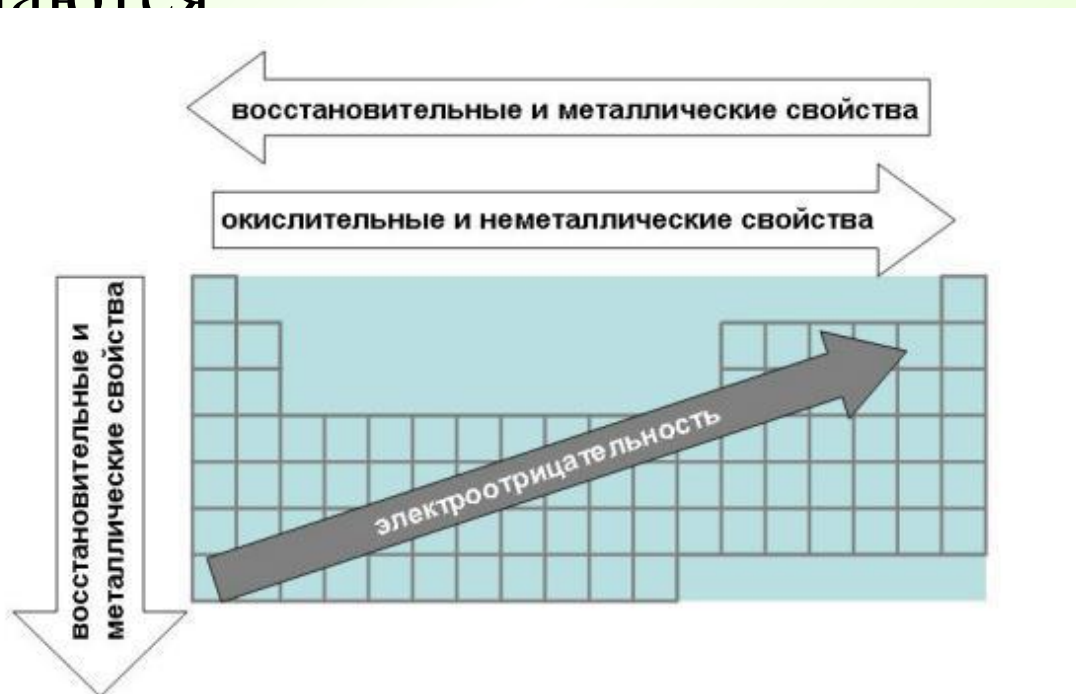 восстановительные и металлические свойства
окислительные и неметаллические свойства
восстановительные и
металлические свойства
электроотрицательность